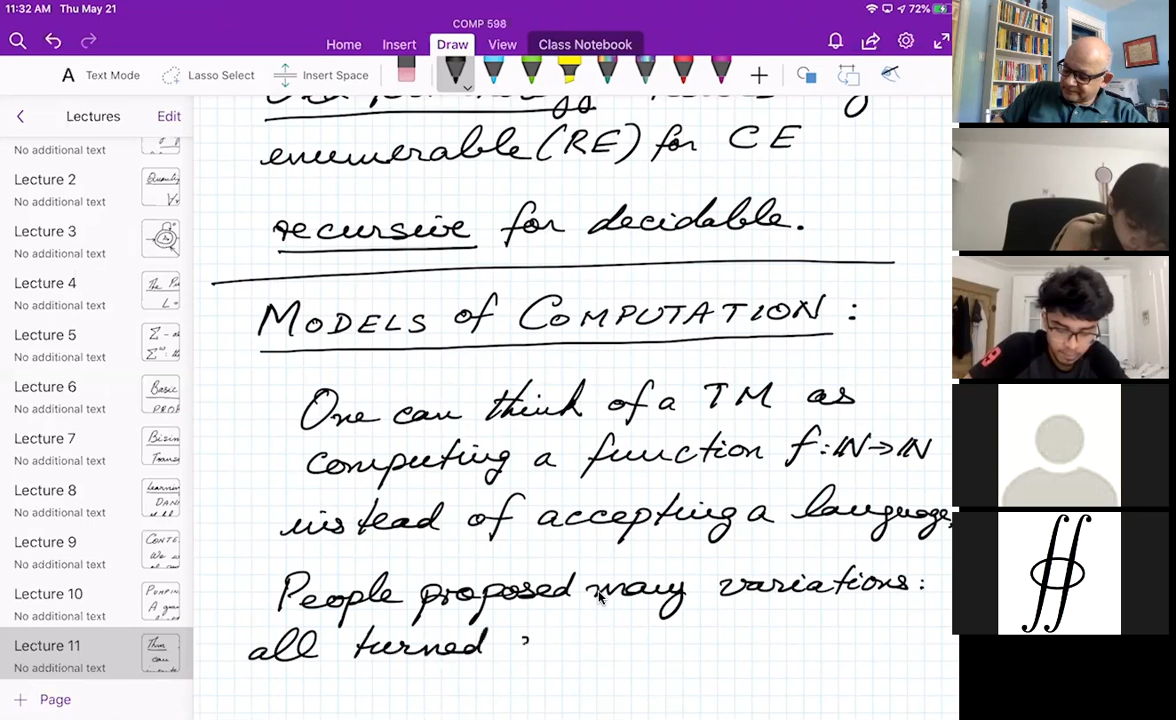 11:32 AM Thu May 21
72%
COMP 598
Home Insert Draw View Class Notebook
A Text Mode Lasso Select Insert Space
Lectures Edit
No additional text
Lecture 2
No additional text
Lecture 3
No additional text
Lecture 4
No additional text
Lecture 5
No additional text
Lecture 6
No additional text
Lecture 7
No additional text
Lecture 8
No additional text
Lecture 9
No additional text
Lecture 10
No additional text
Lecture 11
No additional text
Page
enumerable (RE) for CE
recursive for decidable.
MODELS of COMPUTATION:
One can think of a TM as
computing a function f: ℕ→ℕ
instead of accepting a language,
People proposed many variations:
all turned
∯